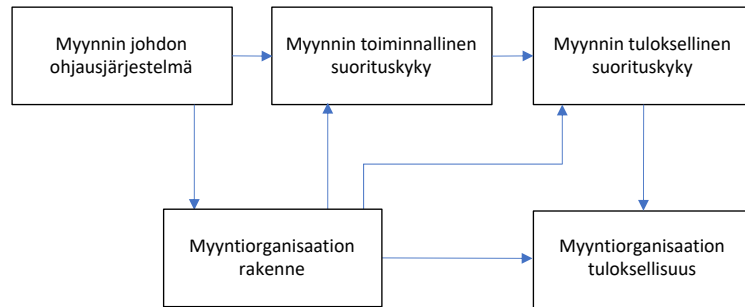 Myynnin johdon
ohjausjärjestelmä
Myynnin toiminnallinen
suorituskyky
Myynnin tuloksellinen
suorituskyky
Myyntiorganisaation
rakenne
Myyntiorganisaation
tuloksellisuus